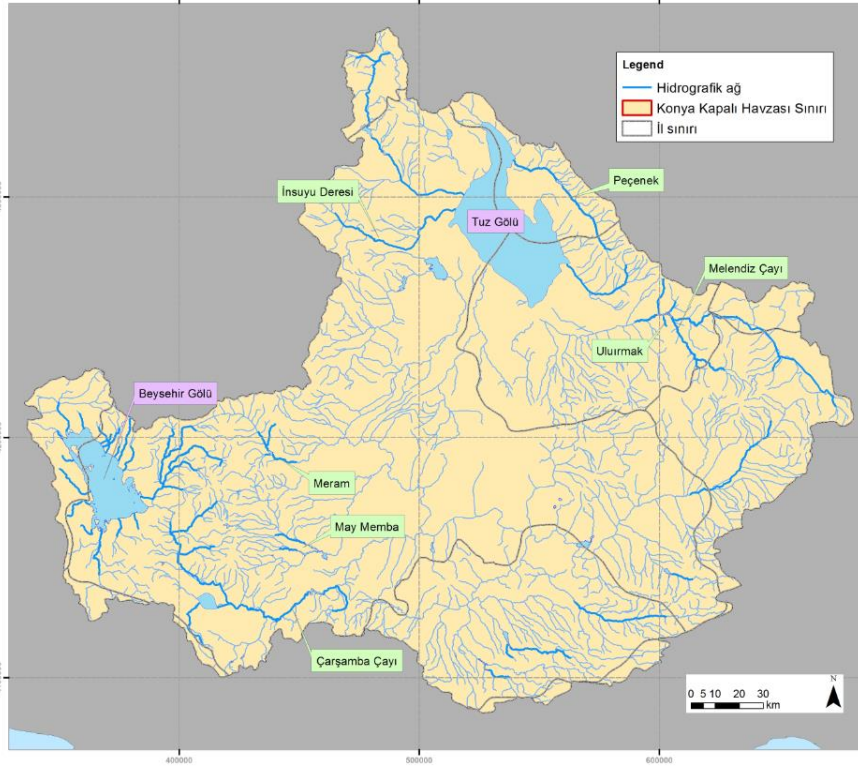 Legend
Hidrografik ağ
Konya Kapalı Havzası Sınırı
İl sınırı
Peçenek
İnsuyu Deresi
Tuz Gölü
Melendiz Çayı
Uluırmak
Beysehir Gölü
Meram
May Memba
Çarşamba Çayı
N
0 5 10 20 30
km
400000 500000 600000